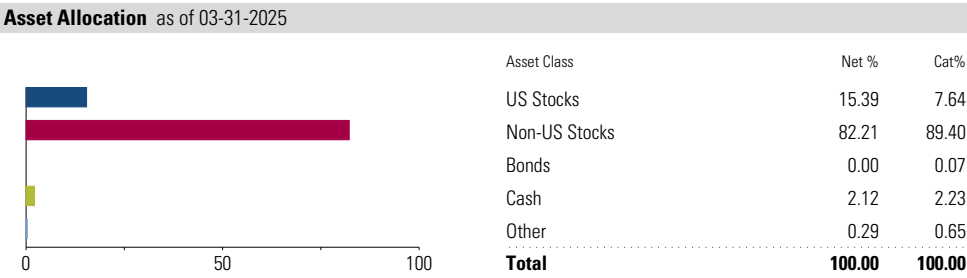 Asset Allocation as of 03-31-2025
Asset Class Net % Cat%
US Stocks 15.39 7.64
Non-US Stocks 82.21 89.40
Bonds 0.00 0.07
Cash 2.12 2.23
Other 0.29 0.65
0 50 100 Total 100.00 100.00